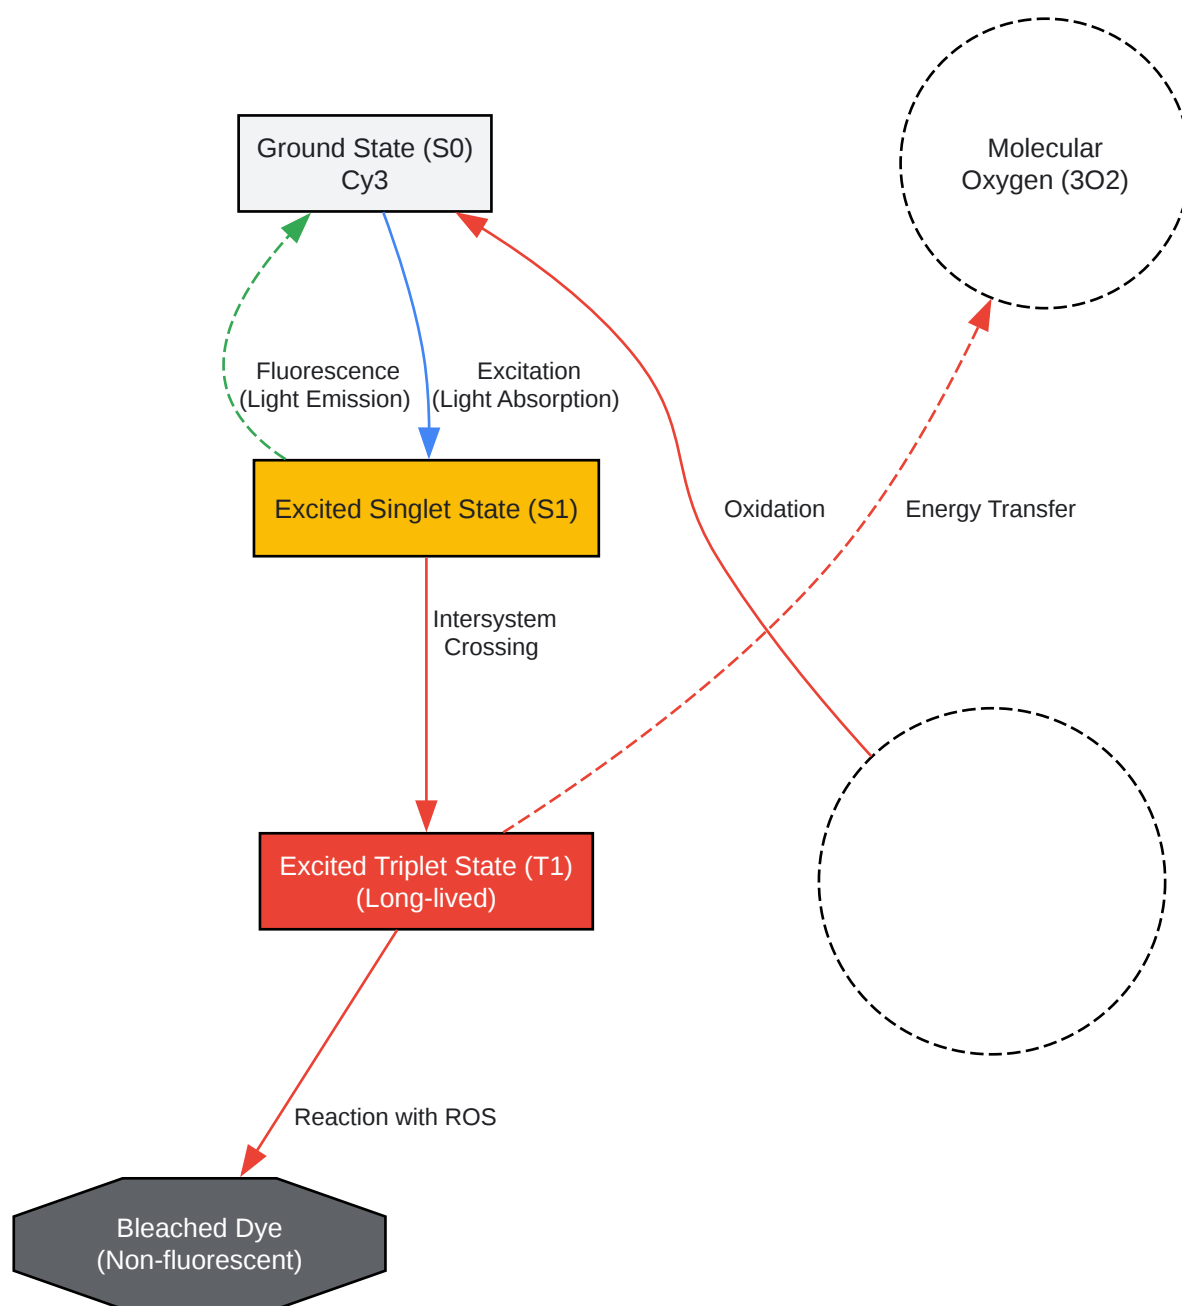 Ground State (S0)
Cy3
Molecular
Oxygen (3O2)
Fluorescence
(Light Emission)
Excitation
(Light Absorption)
Excited Singlet State (S1)
Oxidation
Energy Transfer
Intersystem
Crossing
Excited Triplet State (T1)
(Long-lived)
Reaction with ROS
Bleached Dye
(Non-fluorescent)